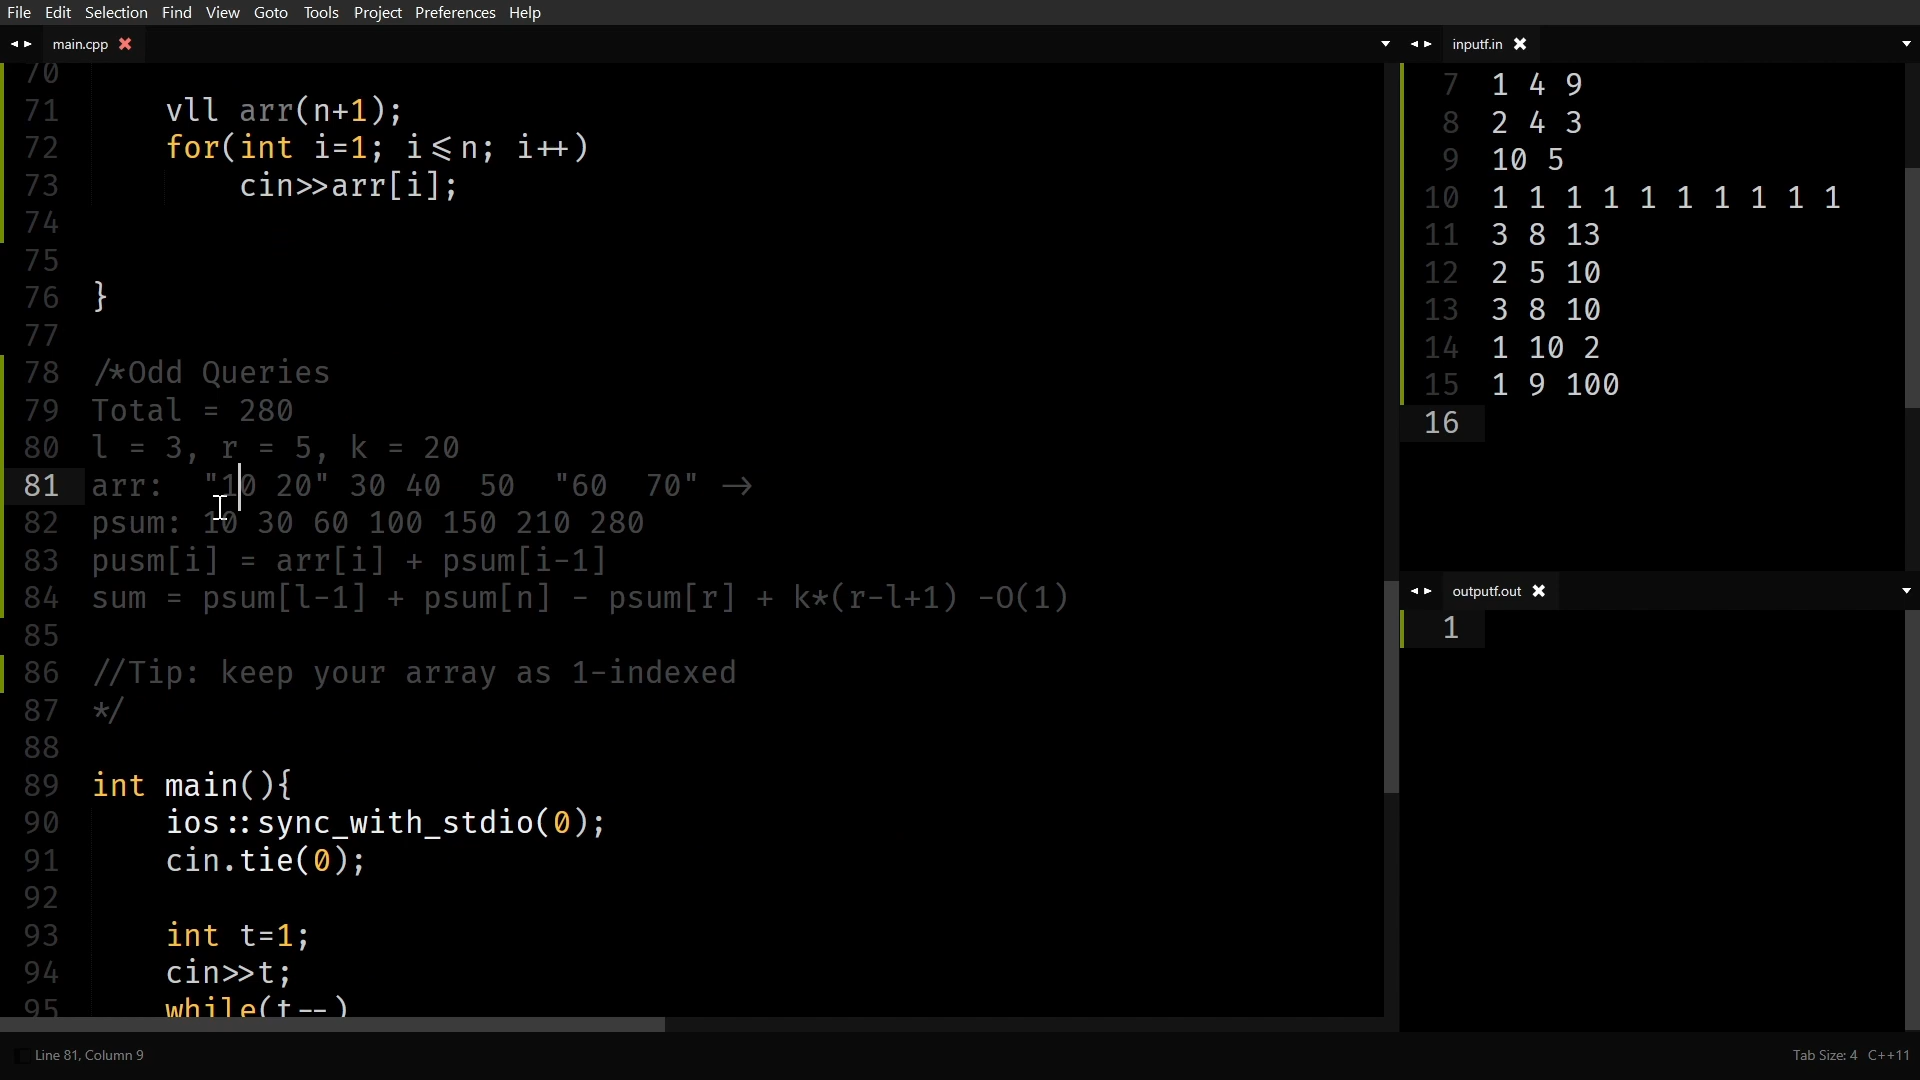 File Edit Selection Find View Goto Tools Project Preferences Help
main.cpp
70
71 vll arr(n+1);
72 for(int i=1; i<=n; i++)
73 cin>>arr[i];
74
75
76 }
77
78 /*Odd Queries
79 Total = 280
80 l = 3, r = 5, k = 20
81 arr: "10 20" 30 40 50 "60 70" ->
82 psum: 10 30 60 100 150 210 280
83 pusm[i] = arr[i] + psum[i-1]
84 sum = psum[l-1] + psum[n] - psum[r] + k*(r-l+1) -O(1)
85
86 //Tip: keep your array as 1-indexed
87 */
88
89 int main(){
90 ios::sync_with_stdio(0);
91 cin.tie(0);
92
93 int t=1;
94 cin>>t;
95 while(t--)
inputf.in
7 1 4 9
8 2 4 3
9 10 5
10 1 1 1 1 1 1 1 1 1 1
11 3 8 13
12 2 5 10
13 3 8 10
14 1 10 2
15 1 9 100
16
outputf.out
1
Line 81, Column 9
Tab Size: 4 C++11